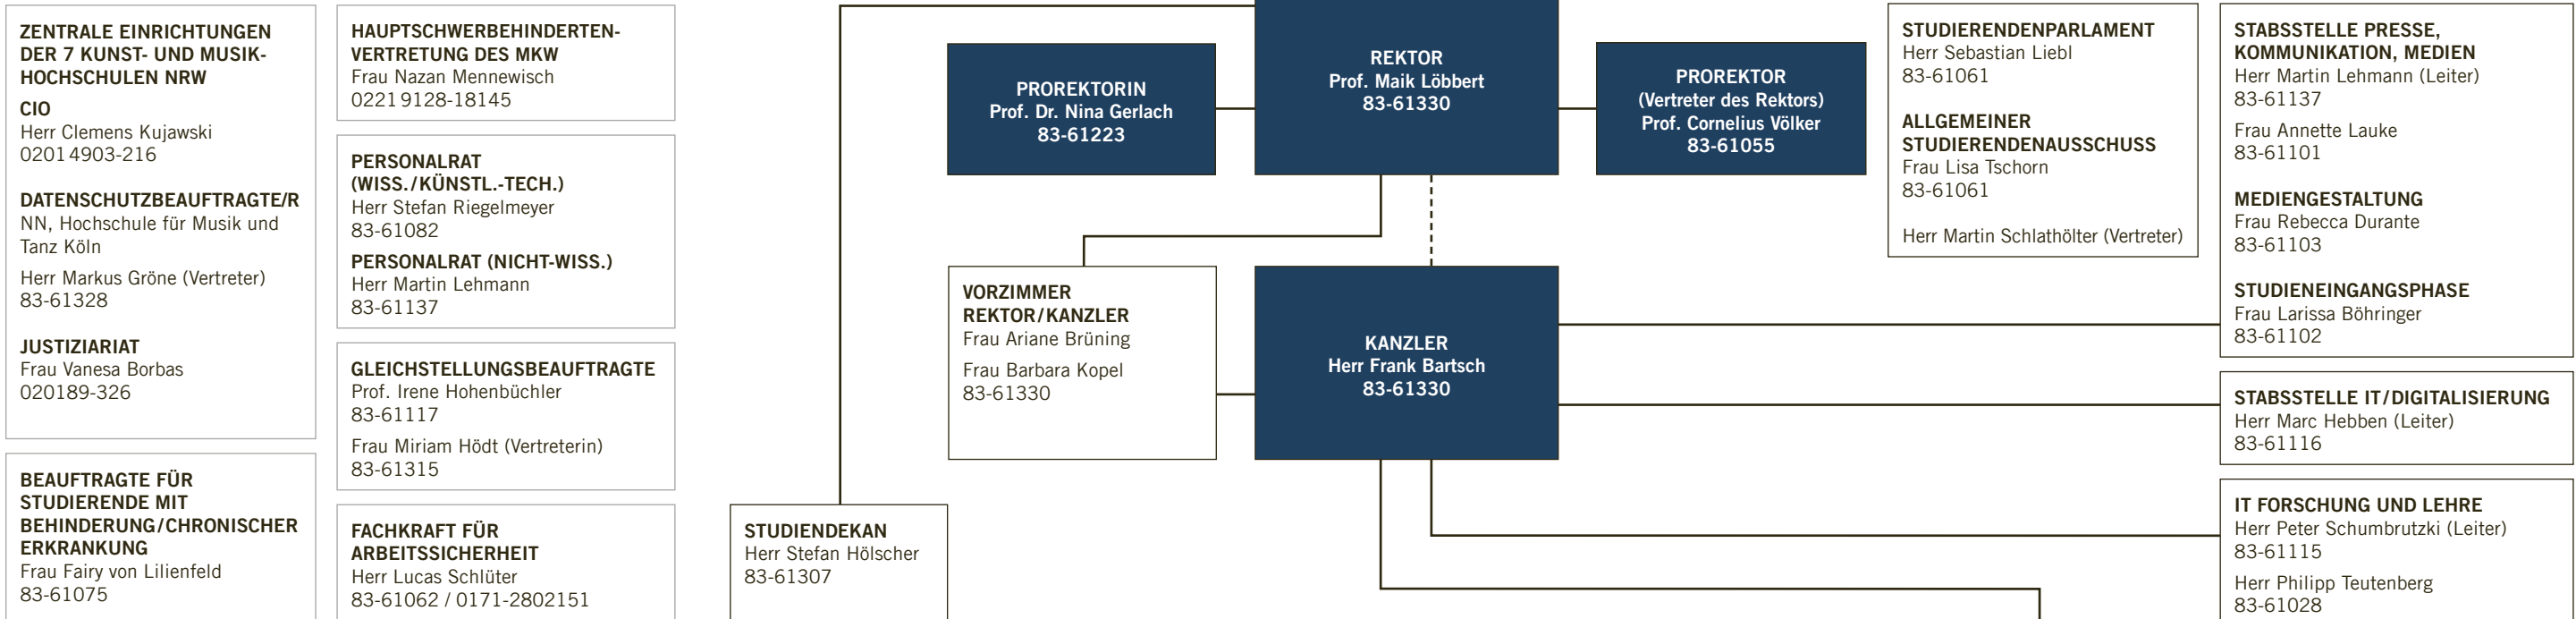 ZENTRALE EINRICHTUNGEN
DER 7 KUNST- UND MUSIK-
HOCHSCHULEN NRW
CIO
Herr Clemens Kujawski
0201 4903-216
DATENSCHUTZBEAUFTRAGTE/R
NN, Hochschule für Musik und
Tanz Köln
Herr Markus Gröne (Vertreter)
83-61328
JUSTIZIARIAT
Frau Vanesa Borbas
020189-326
BEAUFTRAGTE FÜR
STUDIERENDE MIT
BEHINDERUNG/CHRONISCHER
ERKRANKUNG
Frau Fairy von Lilienfeld
83-61075
HAUPTSCHWERBEHINDERTEN-
VERTRETUNG DES MKW
Frau Nazan Mennewisch
0221 9128-18145
PERSONALRAT
(WISS./KÜNSTL.-TECH.)
Herr Stefan Riegelmeyer
83-61082
PERSONALRAT (NICHT-WISS.)
Herr Martin Lehmann
83-61137
GLEICHSTELLUNGSBEAUFTRAGTE
Prof. Irene Hohenbüchler
83-61117
Frau Miriam Hödt (Vertreterin)
83-61315
FACHKRAFT FÜR
ARBEITSSICHERHEIT
Herr Lucas Schlüter
83-61062 / 0171-2802151
STUDIENDEKAN
Herr Stefan Hölscher
83-61307
PROREKTORIN
Prof. Dr. Nina Gerlach
83-61223
REKTOR
Prof. Maik Löbbert
83-61330
PROREKTOR
(Vertreter des Rektors)
Prof. Cornelius Völker
83-61055
VORZIMMER
REKTOR/KANZLER
Frau Ariane Brüning
Frau Barbara Kopel
83-61330
KANZLER
Herr Frank Bartsch
83-61330
STUDIERENDENPARLAMENT
Herr Sebastian Liebl
83-61061
ALLGEMEINER
STUDIERENDENAUSSCHUSS
Frau Lisa Tschorn
83-61061
Herr Martin Schlathölter (Vertreter)
STABSSTELLE PRESSE,
KOMMUNIKATION, MEDIEN
Herr Martin Lehmann (Leiter)
83-61137
Frau Annette Lauke
83-61101
MEDIENGESTALTUNG
Frau Rebecca Durante
83-61103
STUDIENEINGANGSPHASE
Frau Larissa Böhringer
83-61102
STABSSTELLE IT/DIGITALISIERUNG
Herr Marc Hebben (Leiter)
83-61116
IT FORSCHUNG UND LEHRE
Herr Peter Schumbrutzki (Leiter)
83-61115
Herr Philipp Teutenberg
83-61028